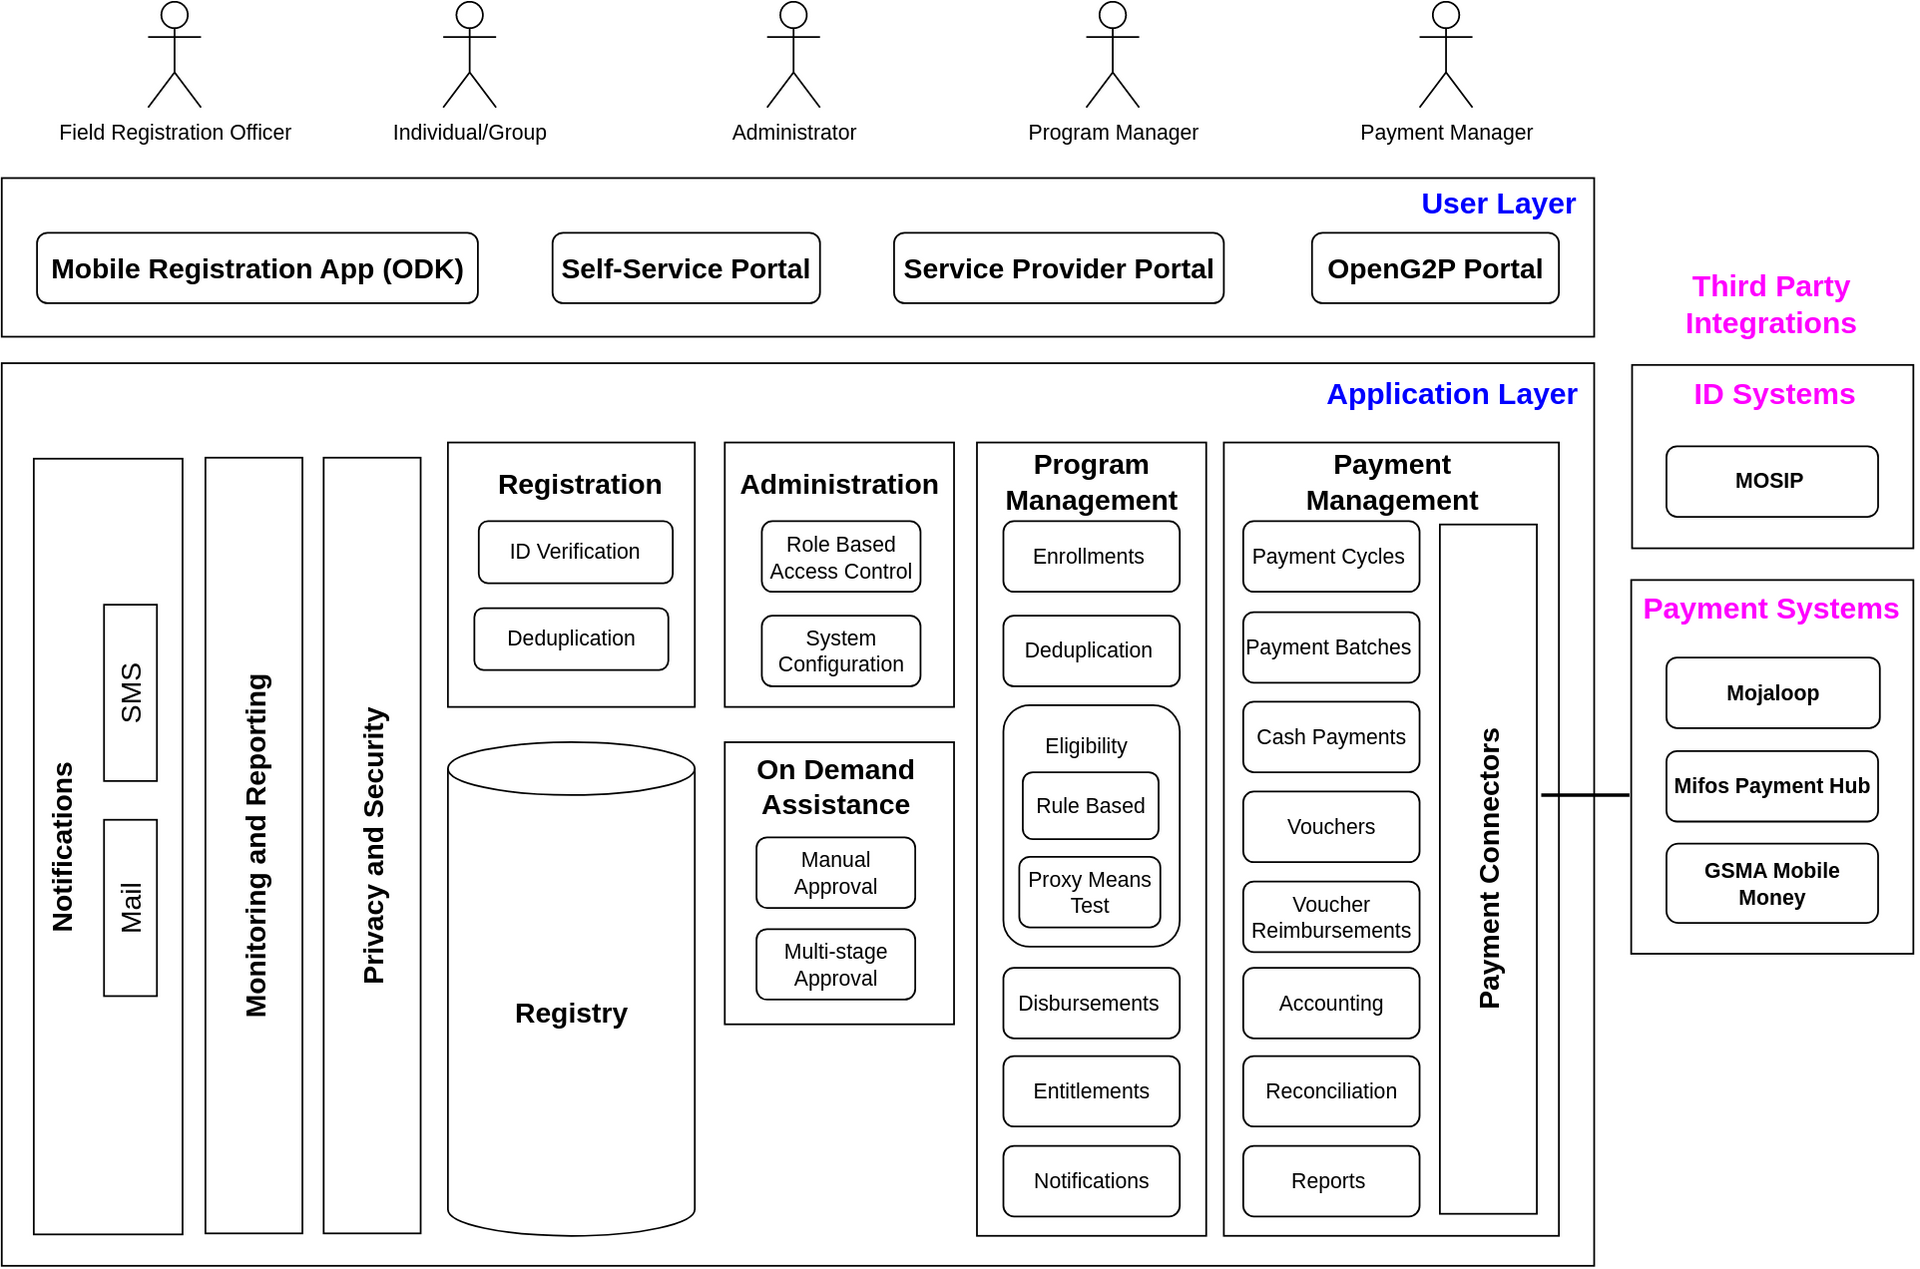 Field Registration Officer
Individual/Group
Administrator
Program Manager
Payment Manager
User Layer
Mobile Registration App (ODK)
Self-Service Portal
Service Provider Portal
OpenG2P Portal
Application Layer
Notifications
SMS
Mail
Monitoring and Reporting
Privacy and Security
Registration
ID Verification
Deduplication
Registry
Administration
Role Based
Access Control
System
Configuration
On Demand
Assistance
Manual
Approval
Multi-stage
Approval
Program
Management
Enrollments
Deduplication
Eligibility
Rule Based
Proxy Means
Test
Disbursements
Entitlements
Notifications
Payment
Management
Payment Cycles
Payment Batches
Cash Payments
Vouchers
Voucher
Reimbursements
Accounting
Reconciliation
Reports
Payment Connectors
Third Party
Integrations
ID Systems
MOSIP
Payment Systems
Mojaloop
Mifos Payment Hub
GSMA Mobile
Money